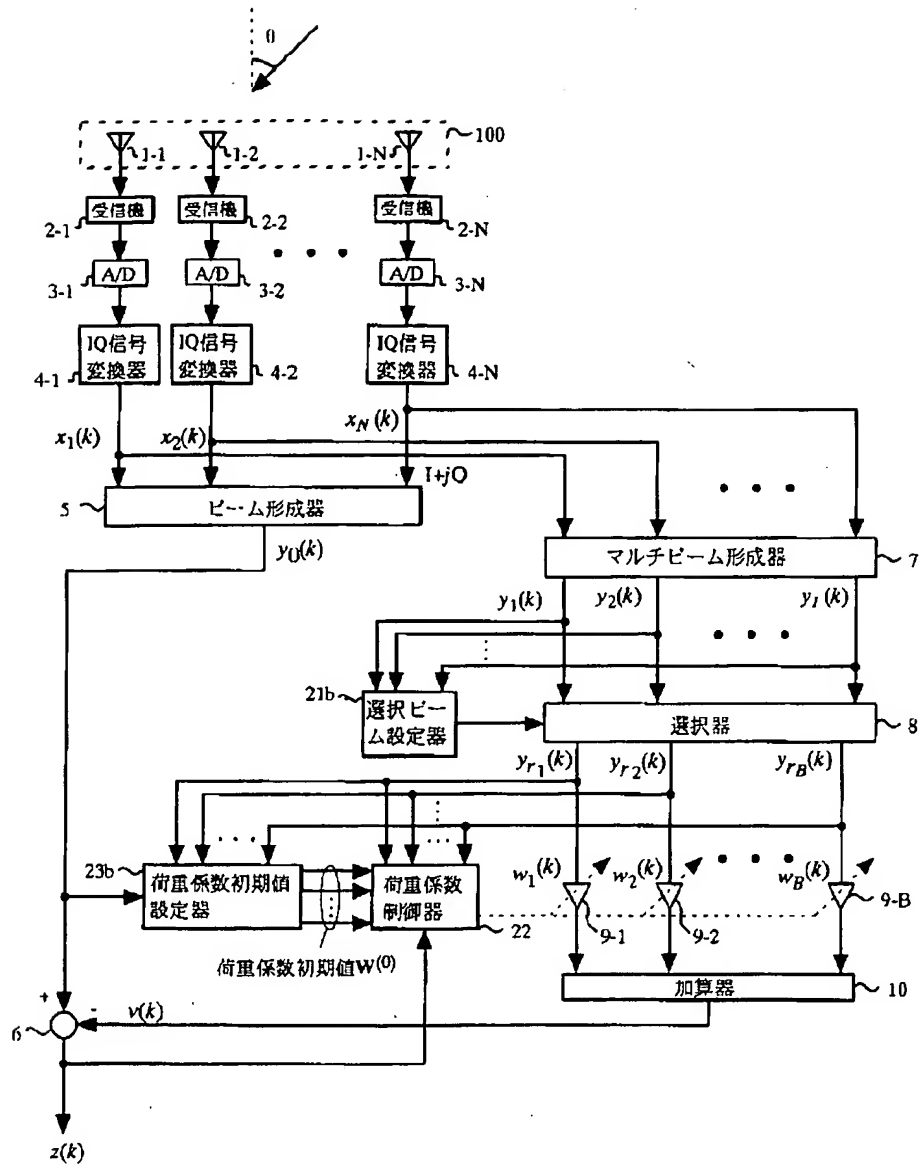 θ
100
1-1
1-2
1-N
受信機
受信機
受信機
2-1
2-2
2-N
A/D
A/D
A/D
3-1
3-2
3-N
IQ信号
変換器
IQ信号
変換器
IQ信号
変換器
4-1
4-2
4-N
x1(k)
x2(k)
xN(k)
I+jQ
5
ビーム形成器
y0(k)
マルチビーム形成器
7
y1(k)
y2(k)
yI(k)
21b
選択ビー
ム設定器
選択器
8
yr1(k)
yr2(k)
yrB(k)
23b
荷重係数初期値
設定器
荷重係数
制御器
22
w1(k)
w2(k)
wB(k)
9-1
9-2
9-B
荷重係数初期値W(0)
加算器
10
+
-
v(k)
6
z(k)